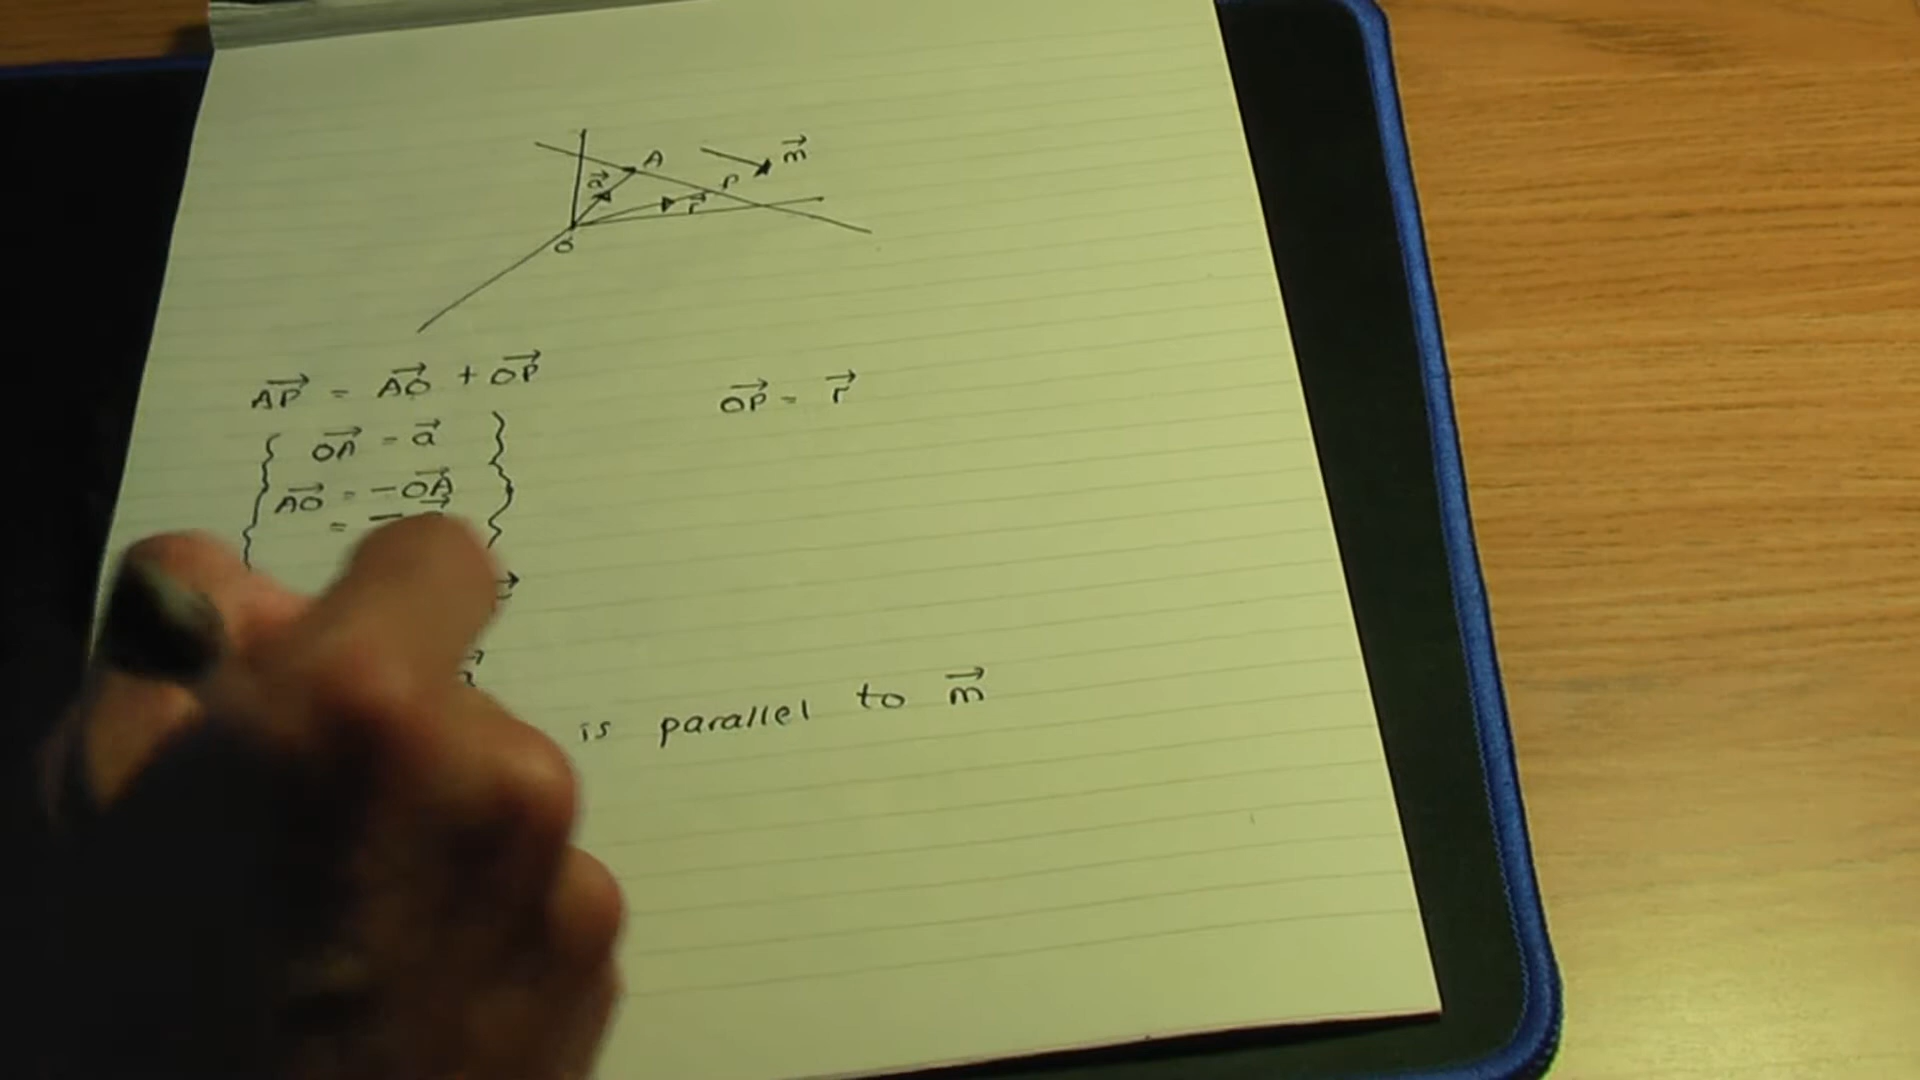 A
m⃗
a⃗
P
r⃗
O
AP⃗ = AO⃗ + OP⃗
OP⃗ = r⃗
OA⃗ = a⃗
AO⃗ = -OA⃗
= -
is parallel to m⃗